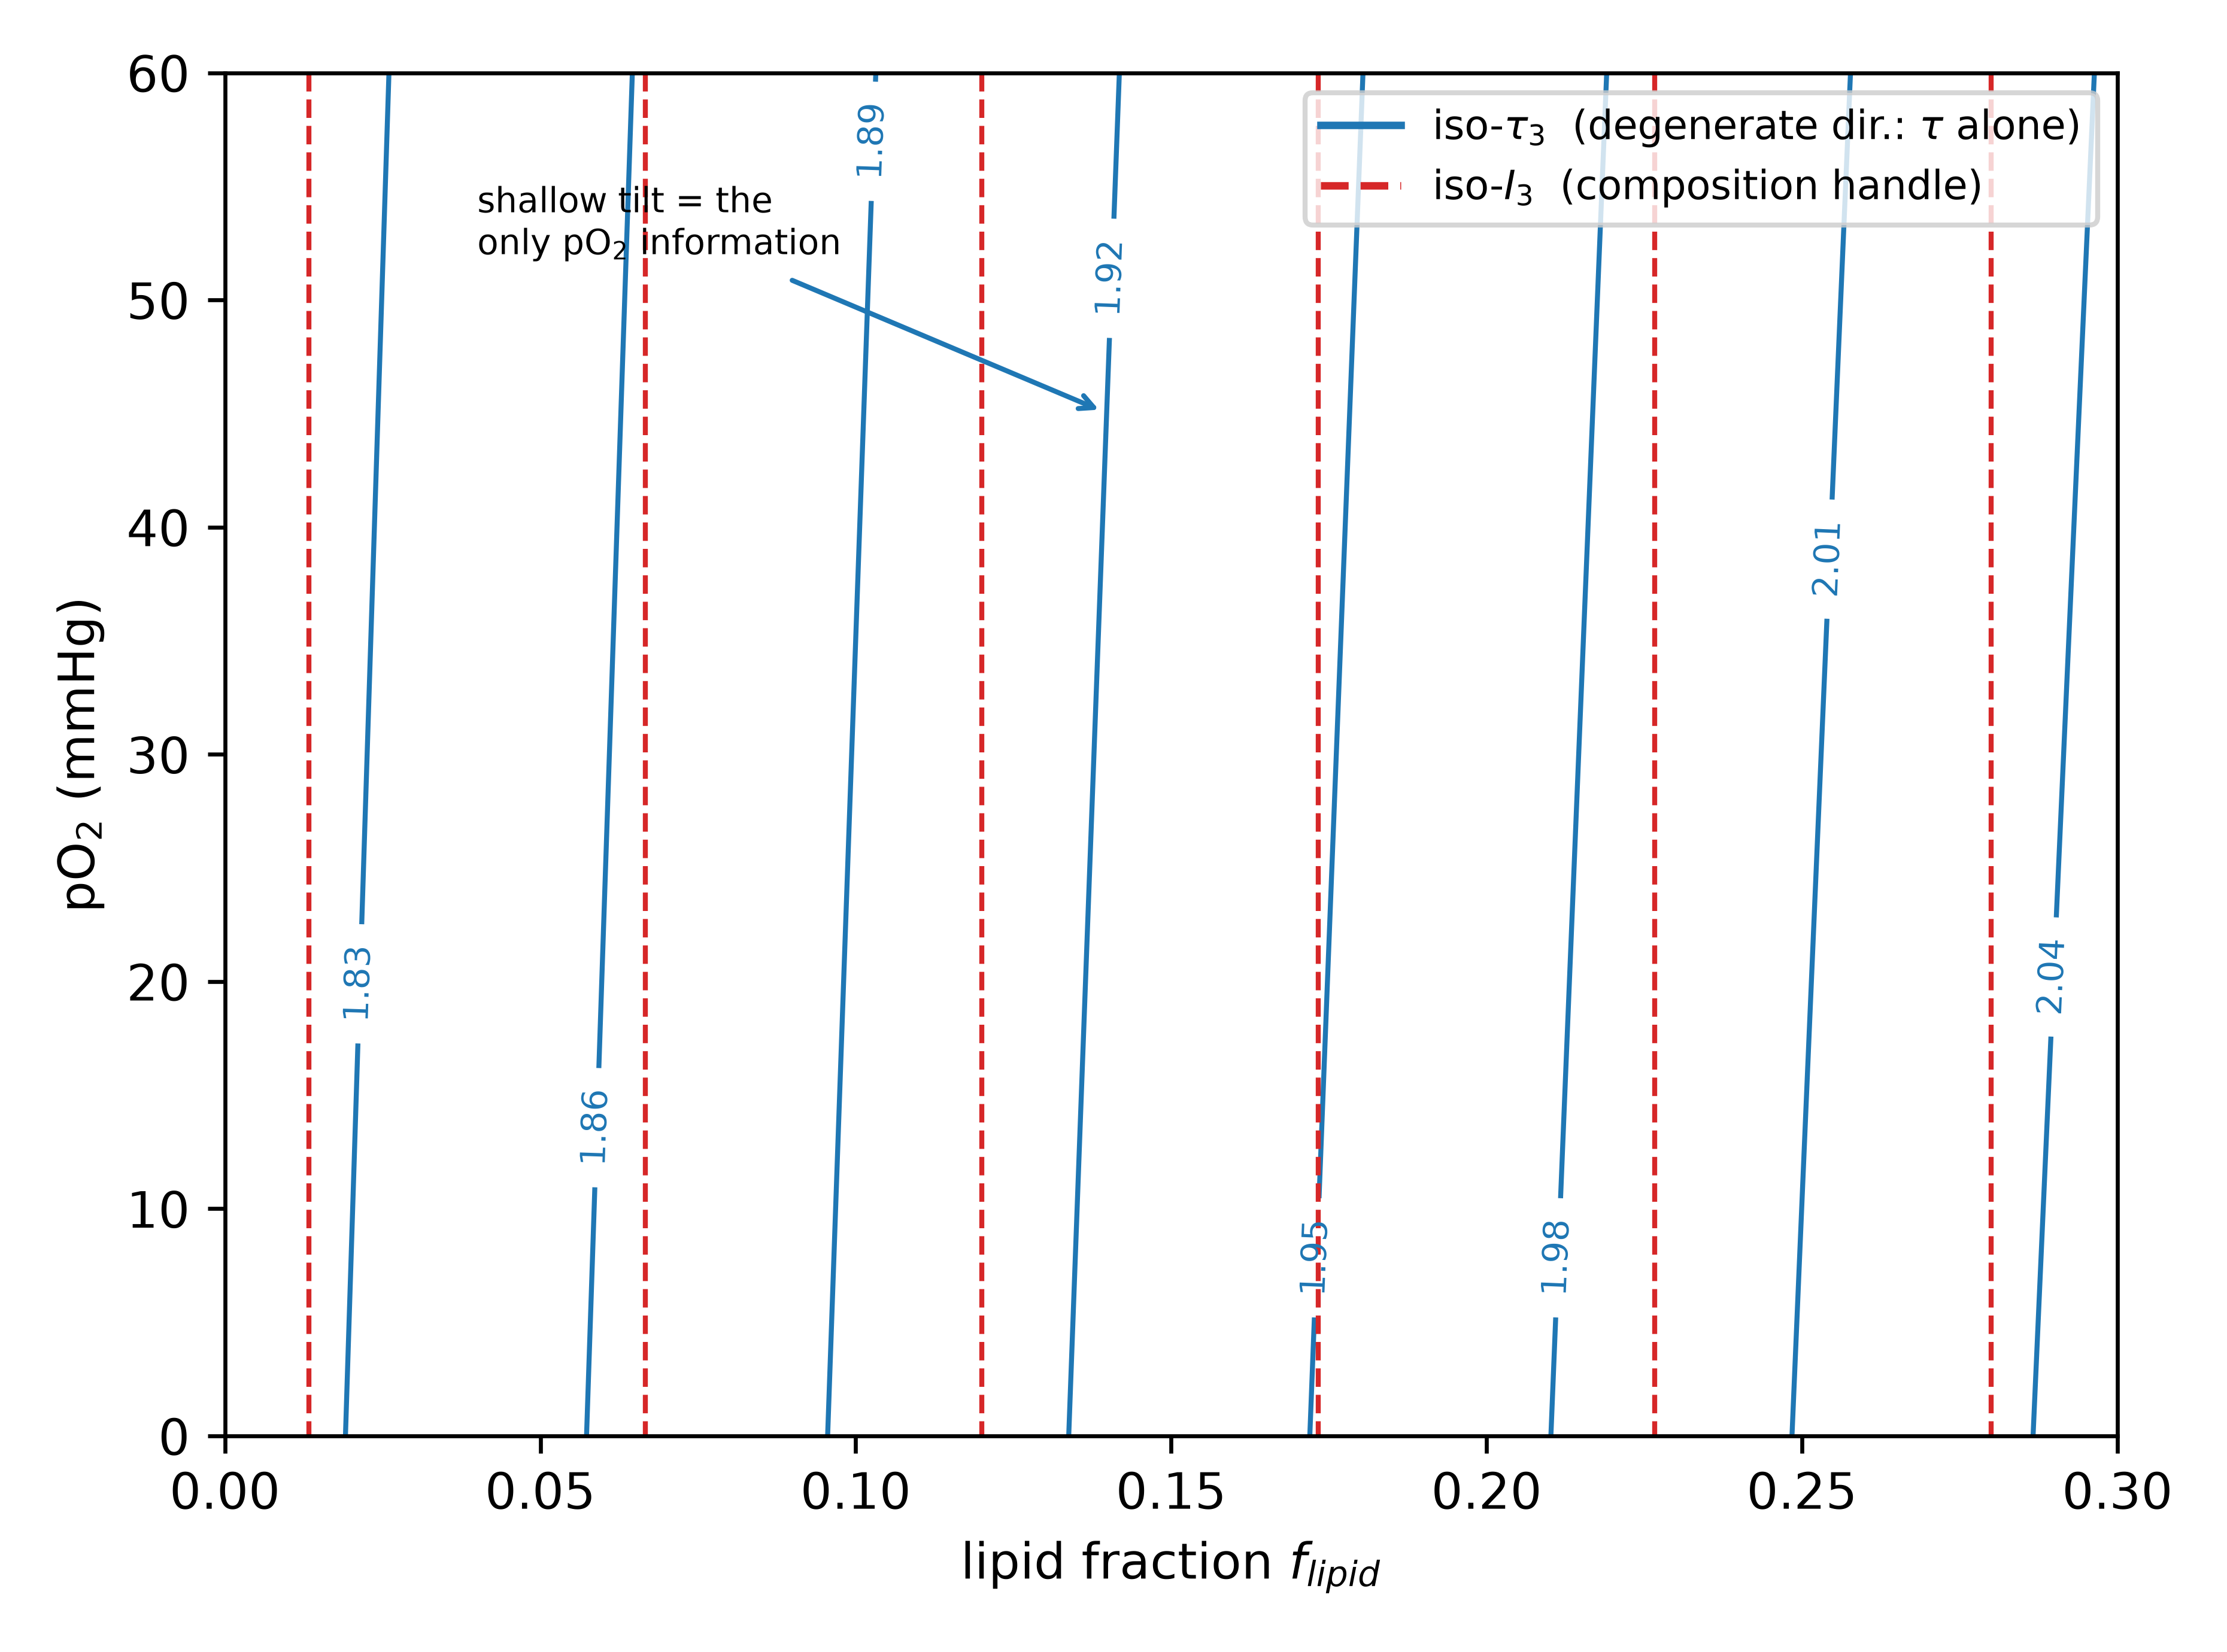 60
50
40
30
20
10
0
pO₂ (mmHg)
0.00 0.05 0.10 0.15 0.20 0.25 0.30
lipid fraction f_lipid
iso-τ₃ (degenerate dir.: τ alone)
iso-I₃ (composition handle)
shallow tilt = the
only pO₂ information
1.83
1.86
1.89
1.92
1.95
1.98
2.01
2.04